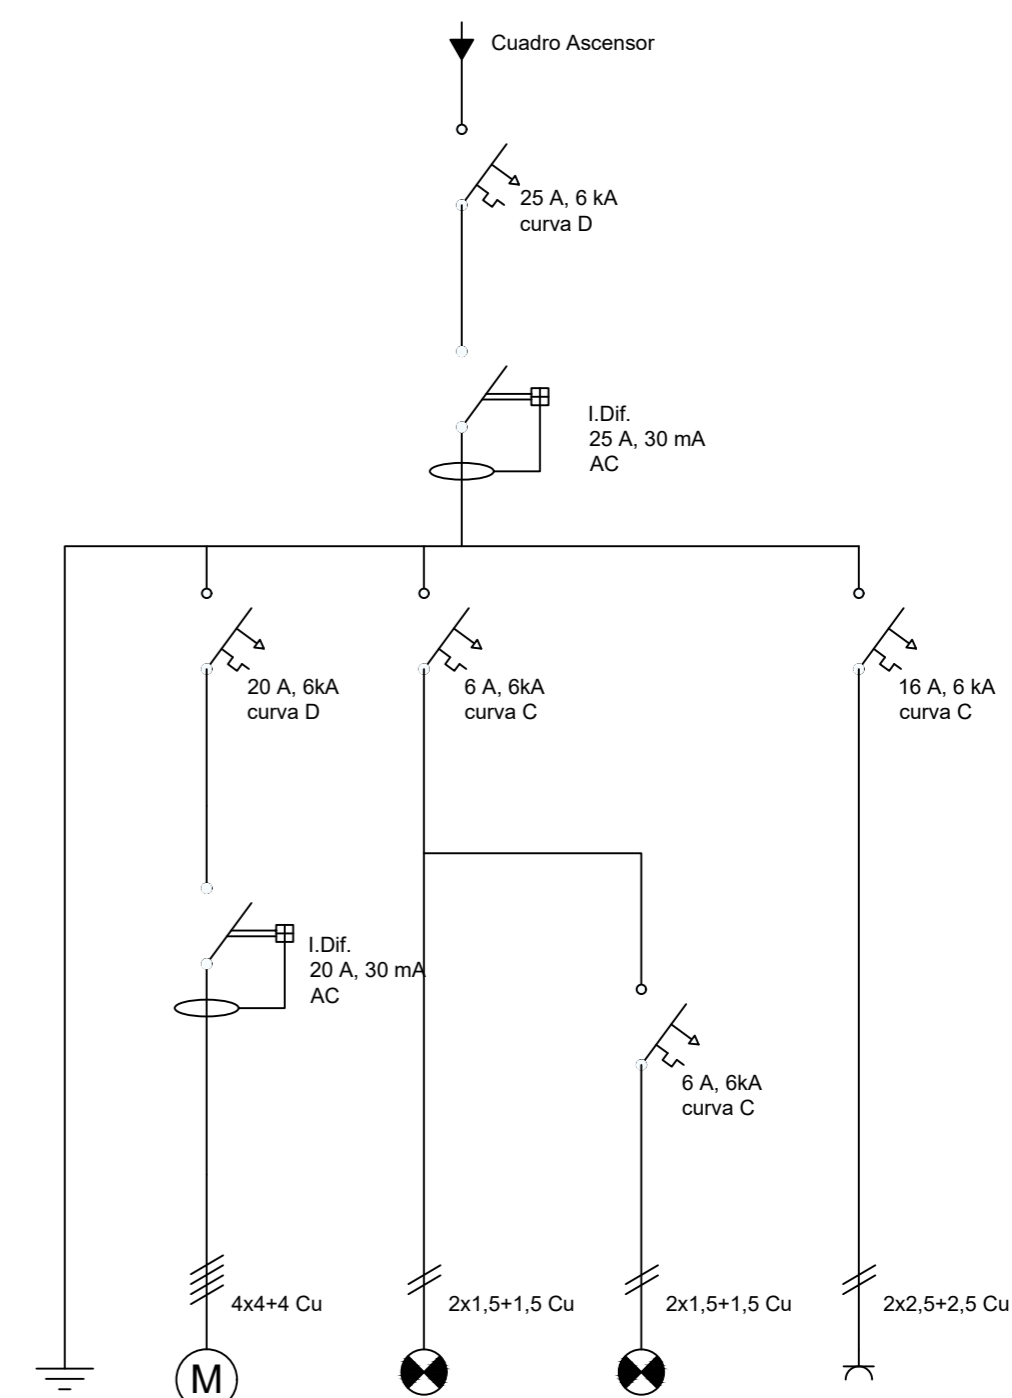 Cuadro Ascensor
25 A, 6 kA
curva D
I.Dif.
25 A, 30 mA
AC
20 A, 6kA
curva D
6 A, 6kA
curva C
16 A, 6 kA
curva C
I.Dif.
20 A, 30 mA
AC
6 A, 6kA
curva C
4x4+4 Cu
2x1,5+1,5 Cu
2x1,5+1,5 Cu
2x2,5+2,5 Cu
M